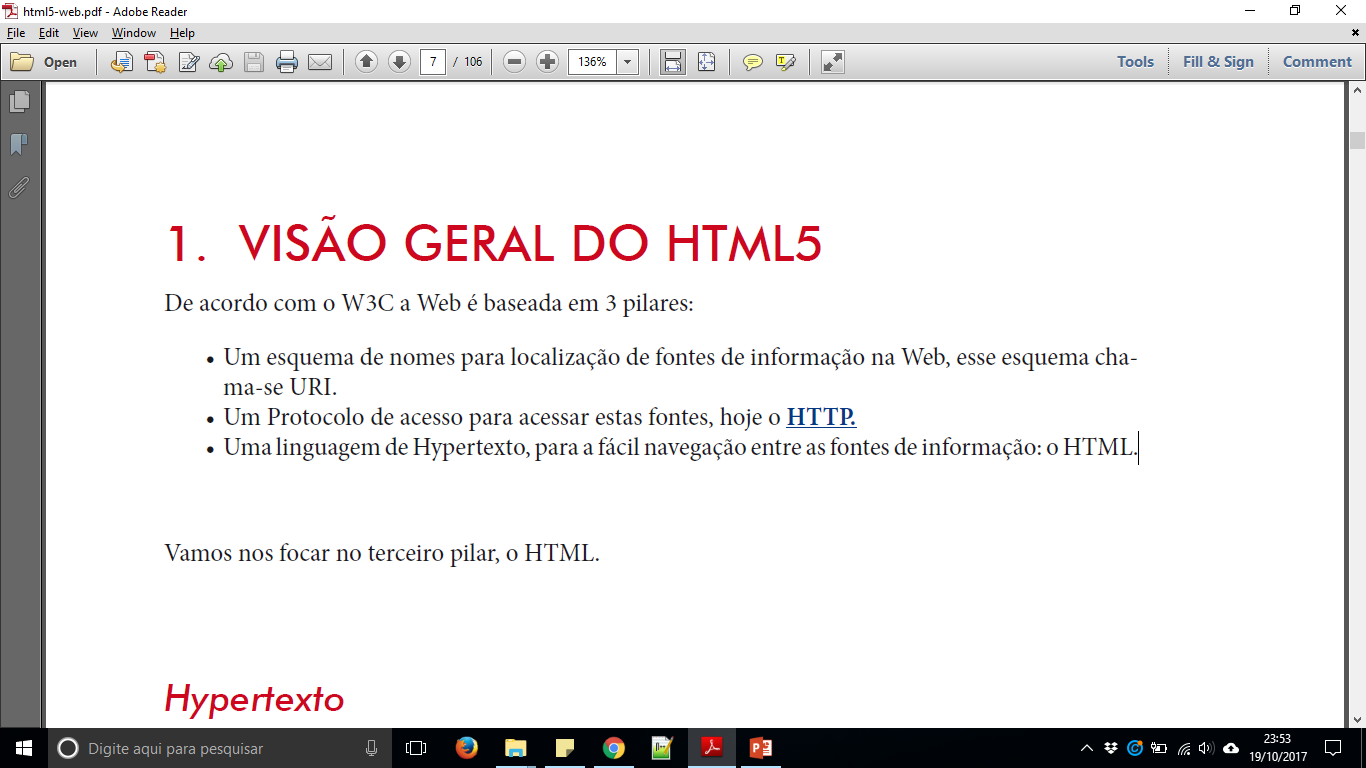 html5-web.pdf - Adobe Reader
File Edit View Window Help
Open 7 / 106 136% Tools Fill & Sign Comment
1. VISÃO GERAL DO HTML5
De acordo com o W3C a Web é baseada em 3 pilares:
• Um esquema de nomes para localização de fontes de informação na Web, esse esquema cha-
ma-se URI.
• Um Protocolo de acesso para acessar estas fontes, hoje o HTTP.
• Uma linguagem de Hypertexto, para a fácil navegação entre as fontes de informação: o HTML.
Vamos nos focar no terceiro pilar, o HTML.
Hypertexto
Digite aqui para pesquisar
23:53
19/10/2017